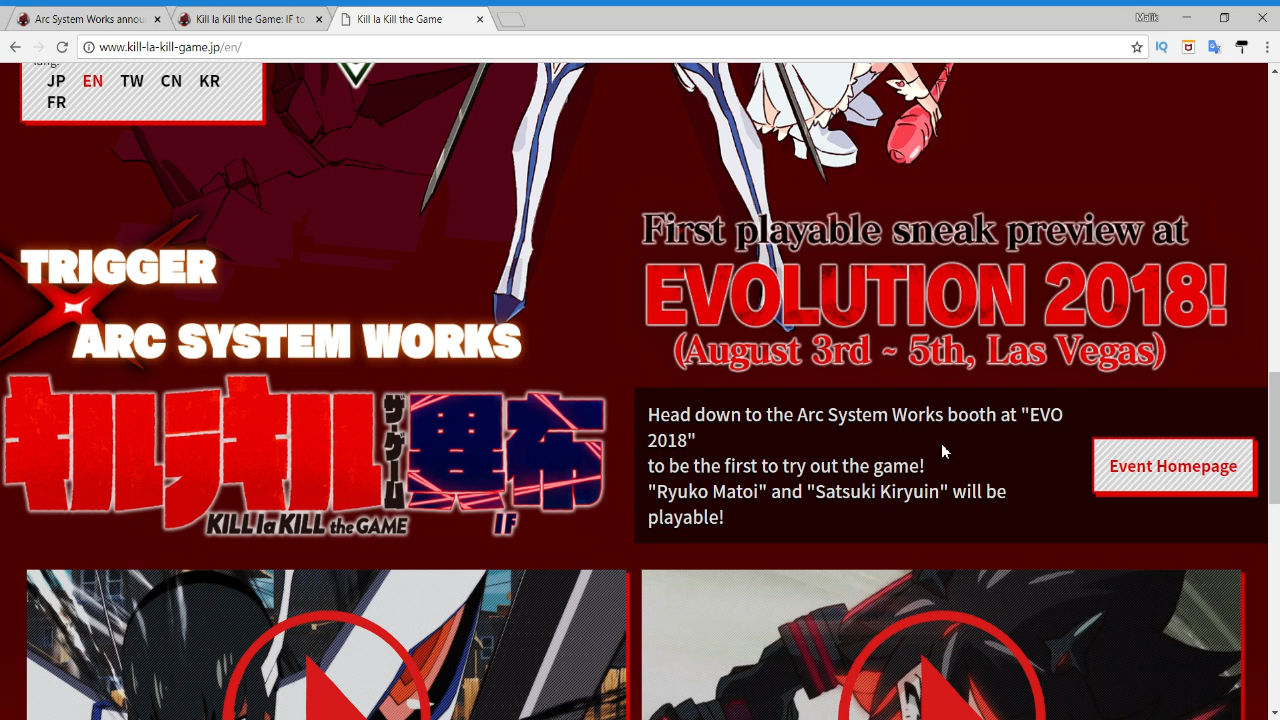 Arc System Works annou
Kill la Kill the Game: IF to
Kill la Kill the Game
Malik
www.kill-la-kill-game.jp/en/
JP EN TW CN KR
FR
First playable sneak preview at
EVOLUTION 2018!
(August 3rd ~ 5th, Las Vegas)
TRIGGER
ARC SYSTEM WORKS
キルラキル ザ・ゲーム 異布
KILL la KILL the GAME IF
Head down to the Arc System Works booth at "EVO
2018"
to be the first to try out the game!
"Ryuko Matoi" and "Satsuki Kiryuin" will be
playable!
Event Homepage